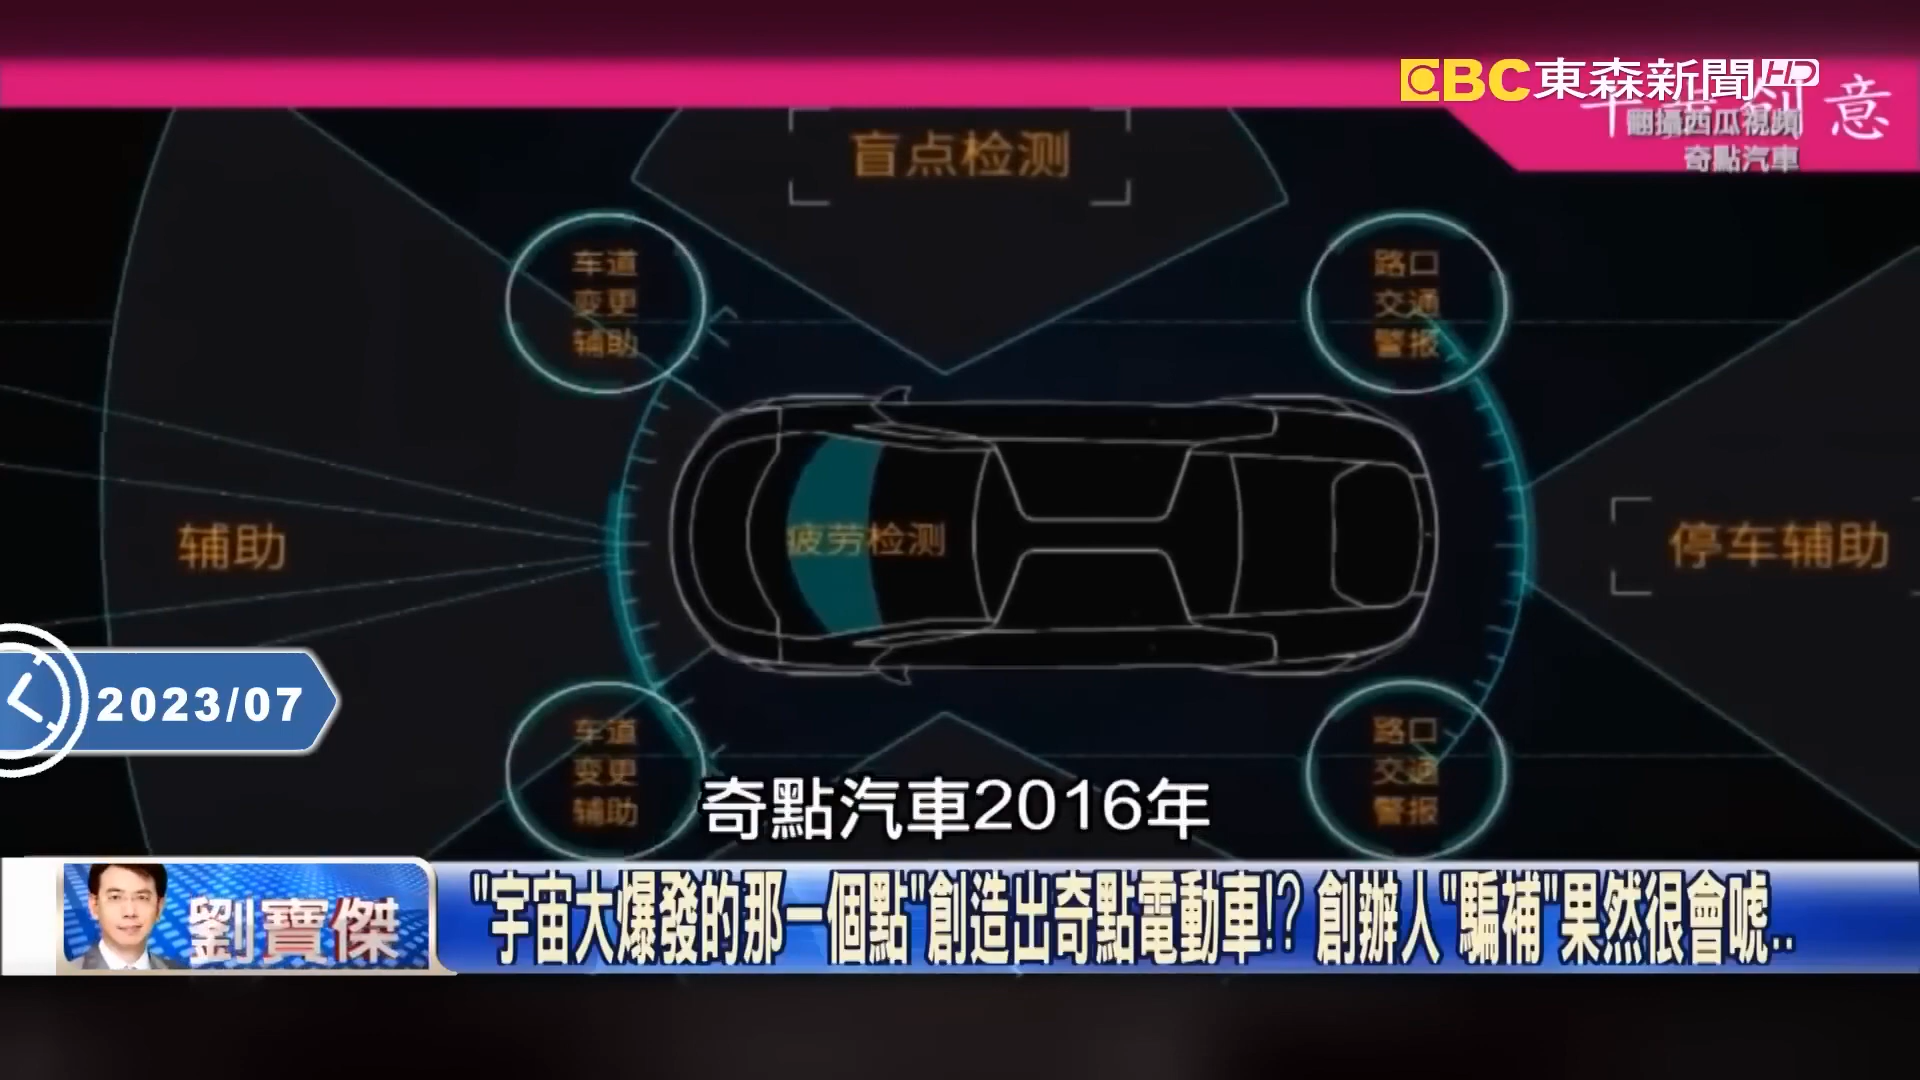 EBC東森新聞HD
創意
翻攝西瓜視頻
奇點汽車
盲点检测
车道
变更
辅助
路口
交通
警报
辅助
疲劳检测
停车辅助
2023/07
车道
变更
辅助
路口
交通
警报
奇點汽車2016年
劉寶傑
"宇宙大爆發的那一個點"創造出奇點電動車!? 創辦人"騙補"果然很會唬..